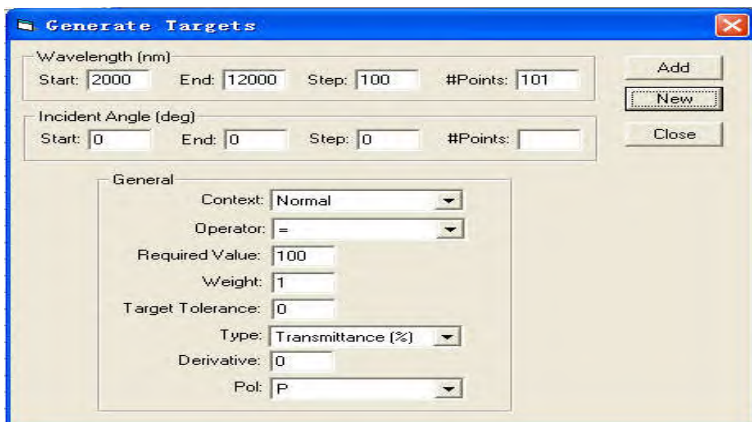 Generate Targets
Wavelength (nm)
Start: 2000 End: 12000 Step: 100 #Points: 101
Add
New
Incident Angle (deg)
Start: 0 End: 0 Step: 0 #Points:
Close
General
Context: Normal
Operator: =
Required Value: 100
Weight: 1
Target Tolerance: 0
Type: Transmittance (%)
Derivative: 0
Pol: P